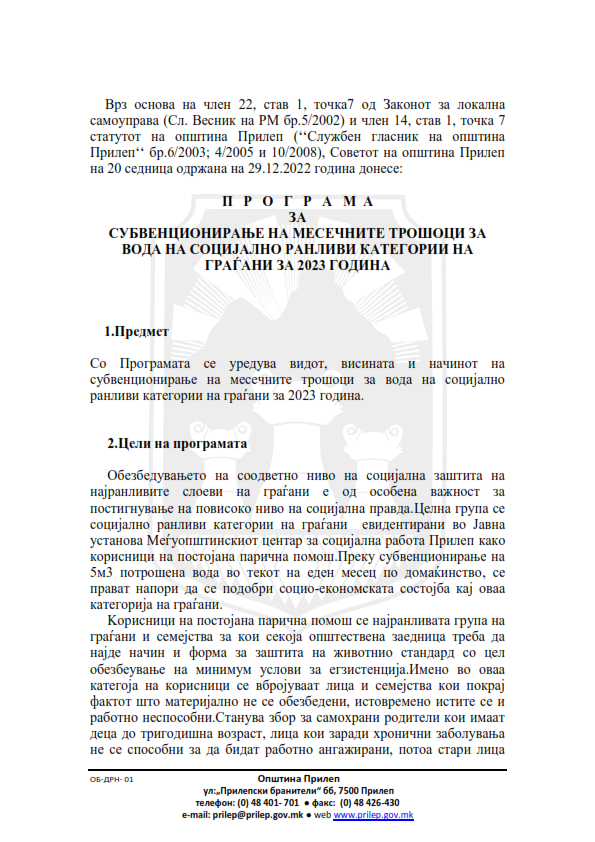 Врз основа на член 22, став 1, точка7 од Законот за локална
самоуправа (Сл. Весник на РМ бр.5/2002) и член 14, став 1, точка 7
статутот на општина Прилеп (‘‘Службен гласник на општина
Прилеп‘‘ бр.6/2003; 4/2005 и 10/2008), Советот на општина Прилеп
на 20 седница одржана на 29.12.2022 година донесе:
П Р О Г Р А М А
ЗА
СУБВЕНЦИОНИРАЊЕ НА МЕСЕЧНИТЕ ТРОШОЦИ ЗА
ВОДА НА СОЦИЈАЛНО РАНЛИВИ КАТЕГОРИИ НА
ГРАЃАНИ ЗА 2023 ГОДИНА
1.Предмет
Со Програмата се уредува видот, висината и начинот на
субвенционирање на месечните трошоци за вода на социјално
ранливи категории на граѓани за 2023 година.
2.Цели на програмата
Обезбедувањето на соодветно ниво на социјална заштита на
најранливите слоеви на граѓани е од особена важност за
постигнување на повисоко ниво на социјална правда.Целна група се
социјално ранливи категории на граѓани евидентирани во Јавна
установа Меѓуопштинскиот центар за социјална работа Прилеп како
корисници на постојана парична помош.Преку субвенционирање на
5м3 потрошена вода во текот на еден месец по домаќинство, се
прават напори да се подобри социо-економската состојба кај оваа
категорија на граѓани.
Корисници на постојана парична помош се најранливата група на
граѓани и семејства за кои секоја општествена заедница треба да
најде начин и форма за заштита на животнио стандард со цел
обезбеување на минимум услови за егзистенција.Имено во оваа
категоја на корисници се вбројуваат лица и семејства кои покрај
фактот што материјално не се обезбедени, истовремено истите се и
работно неспособни.Станува збор за самохрани родители кои имаат
деца до тригодишна возраст, лица кои заради хронични заболувања
не се способни за да бидат работно ангажирани, потоа стари лица
ОБ-ДРН- 01
Општина Прилеп
ул:„Прилепски бранители“ бб, 7500 Прилеп
телефон: (0) 48 401- 701 ● факс: (0) 48 426-430
e-mail: prilep@prilep.gov.mk ● web www.prilep.gov.mk